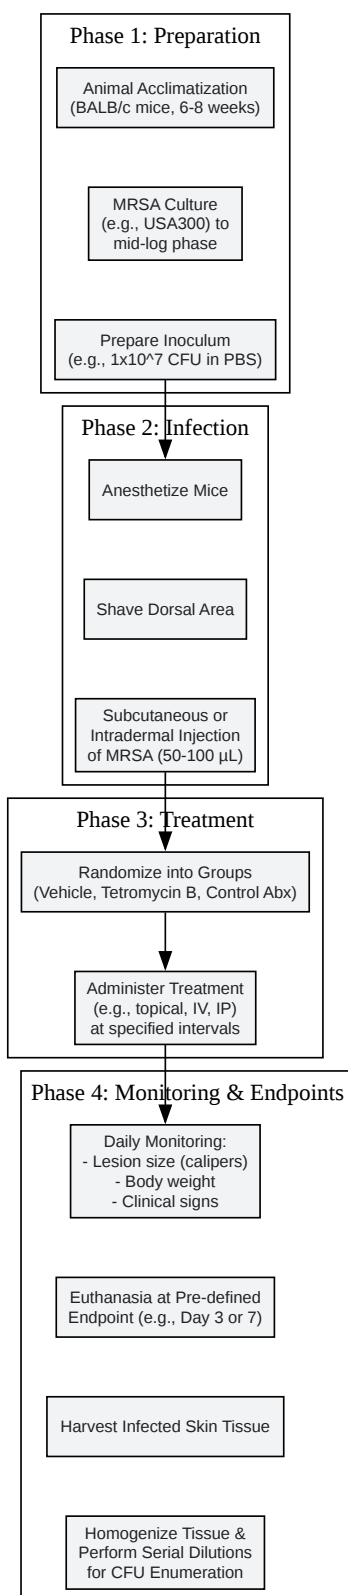 Phase 1: Preparation
Animal Acclimatization
(BALB/c mice, 6-8 weeks)
MRSA Culture
(e.g., USA300) to
mid-log phase
Prepare Inoculum
(e.g., 1x10^7 CFU in PBS)
Phase 2: Infection
Anesthetize Mice
Shave Dorsal Area
Subcutaneous or
Intradermal Injection
of MRSA (50-100 µL)
Phase 3: Treatment
Randomize into Groups
(Vehicle, Tetromycin B, Control Abx)
Administer Treatment
(e.g., topical, IV, IP)
at specified intervals
Phase 4: Monitoring & Endpoints
Daily Monitoring:
- Lesion size (calipers)
- Body weight
- Clinical signs
Euthanasia at Pre-defined
Endpoint (e.g., Day 3 or 7)
Harvest Infected Skin Tissue
Homogenize Tissue &
Perform Serial Dilutions
for CFU Enumeration